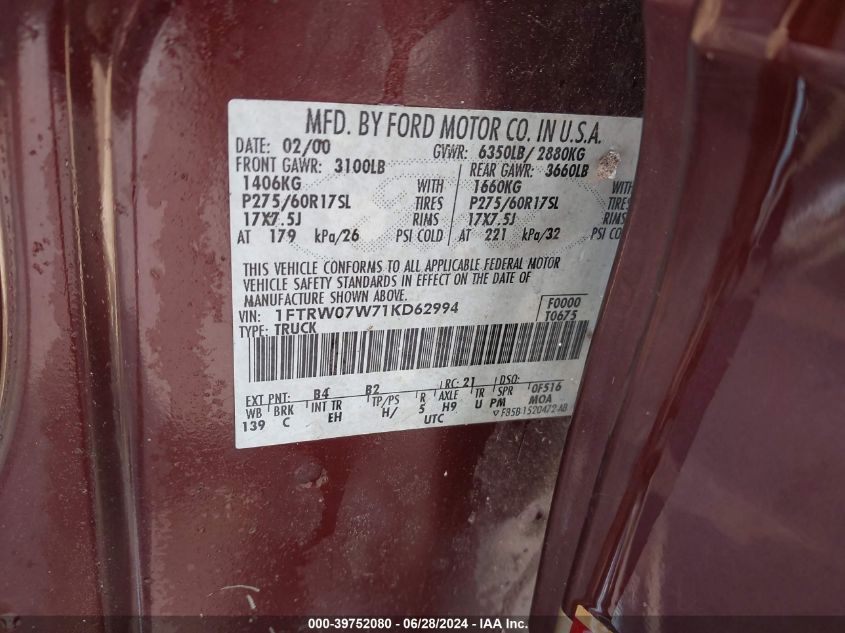 MFD. BY FORD MOTOR CO. IN U.S.A.
DATE: 02/00 GVWR: 6350LB/ 2880KG
FRONT GAWR: 3100LB REAR GAWR: 3660LB
1406KG WITH 1660KG WITH
P275/60R17SL TIRES P275/60R17SL TIRES
17X7.5J RIMS 17X7.5J RIMS
AT 179 kPa/26 PSI COLD AT 221 kPa/32 PSI COLD
THIS VEHICLE CONFORMS TO ALL APPLICABLE FEDERAL MOTOR
VEHICLE SAFETY STANDARDS IN EFFECT ON THE DATE OF
MANUFACTURE SHOWN ABOVE.
VIN: 1FTRW07W71KD62994 F0000
TYPE: TRUCK T0675
EXT PNT: B4 B2 RC: 21 DSO: 0F516
WB BRK INT TR TP/PS R AXLE TR SPR MOA
139 C EH H/ 5 H9 U PM
UTC F85B-1520472-AB
000-39752080 - 06/28/2024 - IAA Inc.